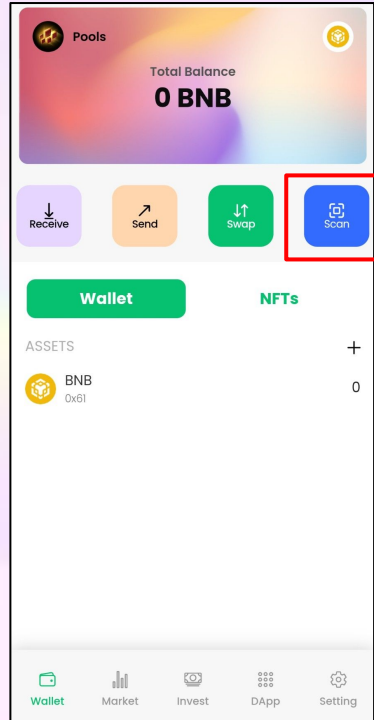 Pools
Total Balance
0 BNB
Receive
Send
Swap
Scan
Wallet
NFTs
ASSETS
+
BNB
0
0x61
Wallet
Market
Invest
DApp
Setting